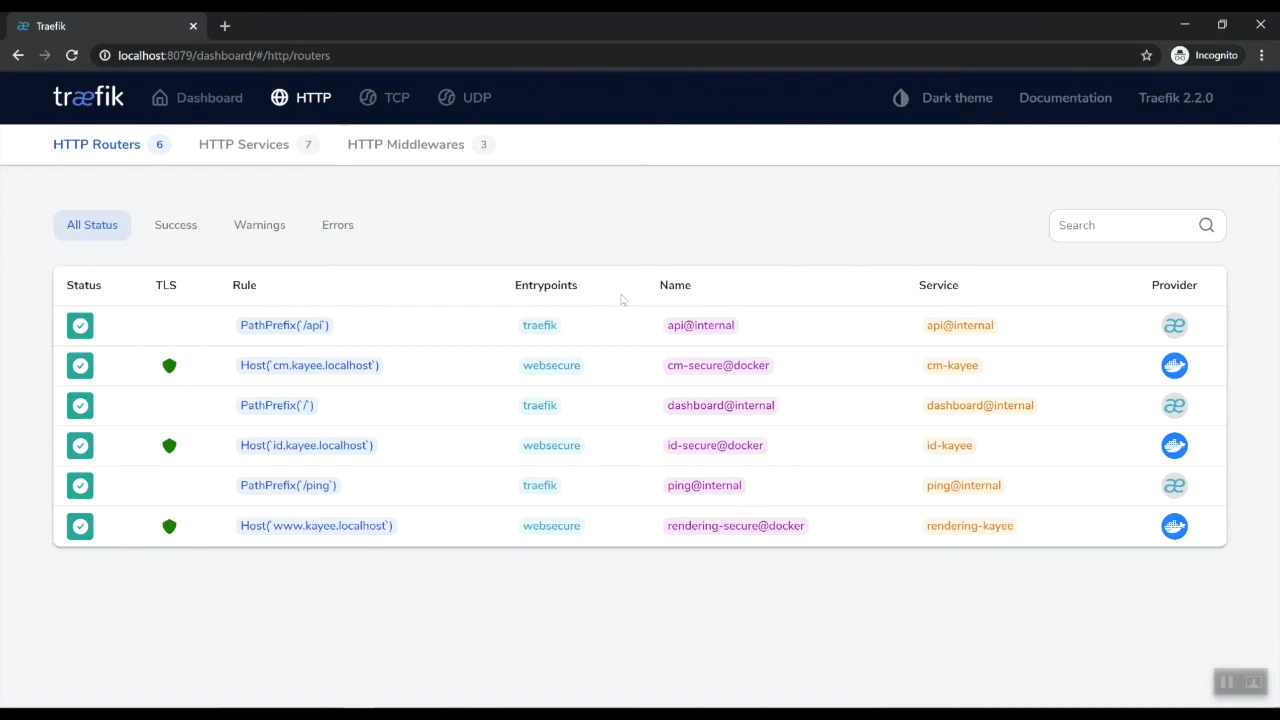 Traefik
localhost:8079/dashboard/#/http/routers
Incognito
træfik Dashboard HTTP TCP UDP Dark theme Documentation Traefik 2.2.0
HTTP Routers 6 HTTP Services 7 HTTP Middlewares 3
All Status Success Warnings Errors Search
Status TLS Rule Entrypoints Name Service Provider
PathPrefix(`/api`) traefik api@internal api@internal
Host(`cm.kayee.localhost`) websecure cm-secure@docker cm-kayee
PathPrefix(`/`) traefik dashboard@internal dashboard@internal
Host(`id.kayee.localhost`) websecure id-secure@docker id-kayee
PathPrefix(`/ping`) traefik ping@internal ping@internal
Host(`www.kayee.localhost`) websecure rendering-secure@docker rendering-kayee